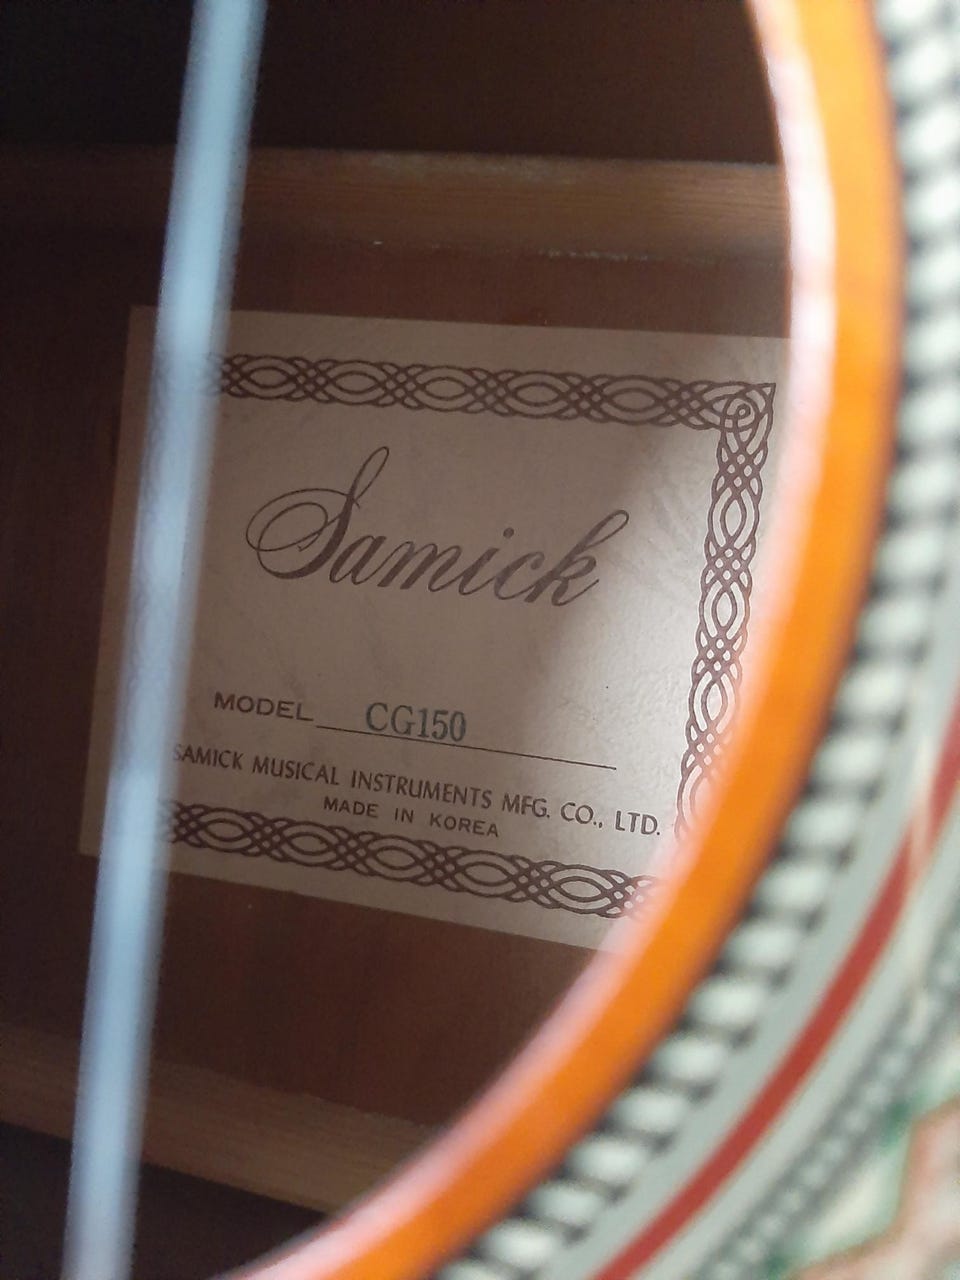 Samick
MODEL CG150
SAMICK MUSICAL INSTRUMENTS MFG. CO., LTD.
MADE IN KOREA